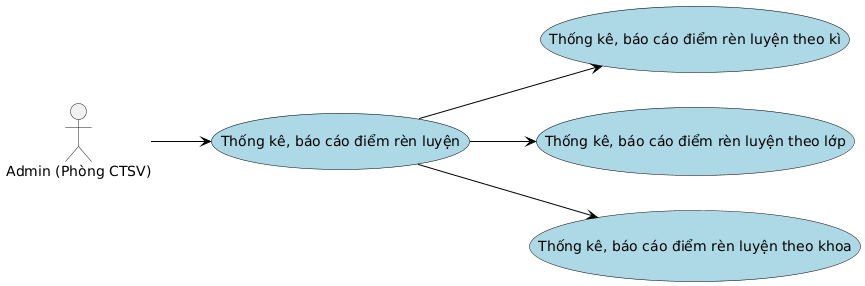 Thống kê, báo cáo điểm rèn luyện theo kì
Admin (Phòng CTSV)
Thống kê, báo cáo điểm rèn luyện
Thống kê, báo cáo điểm rèn luyện theo lớp
Thống kê, báo cáo điểm rèn luyện theo khoa